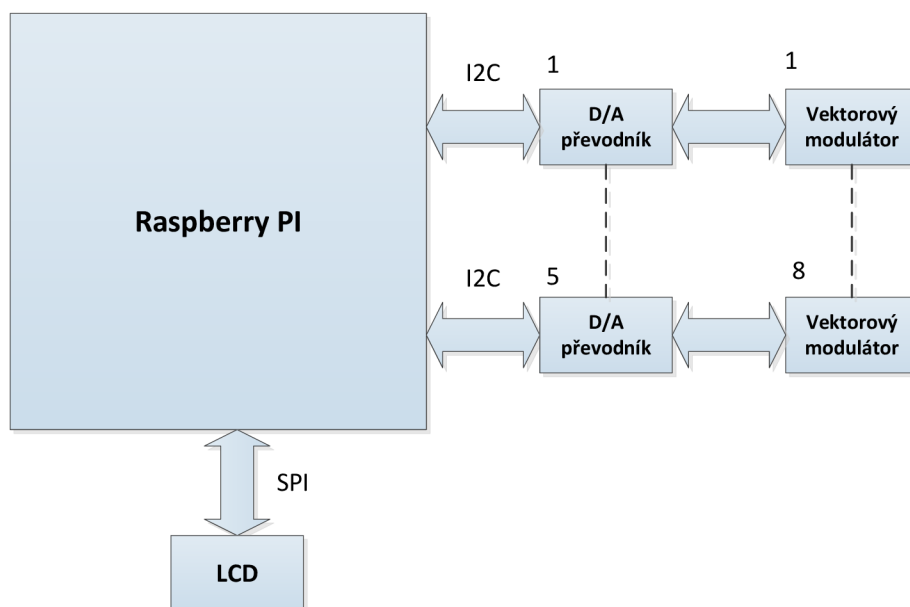 I2C
1
1
D/A
převodník
Vektorový
modulátor
Raspberry PI
I2C
5
8
D/A
převodník
Vektorový
modulátor
SPI
LCD